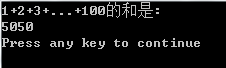 1+2+3+...+100的和是:
5050
Press any key to continue